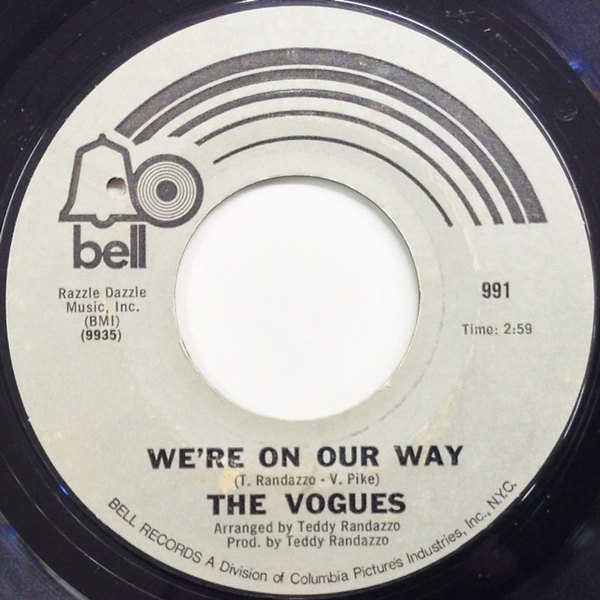 bell
Razzle Dazzle
Music, Inc.
(BMI)
(9935)
991
Time: 2:59
WE'RE ON OUR WAY
(T. Randazzo - V. Pike)
THE VOGUES
Arranged by Teddy Randazzo
Prod. by Teddy Randazzo
BELL RECORDS A Division of Columbia Picture's Industries, Inc., N.Y.C.